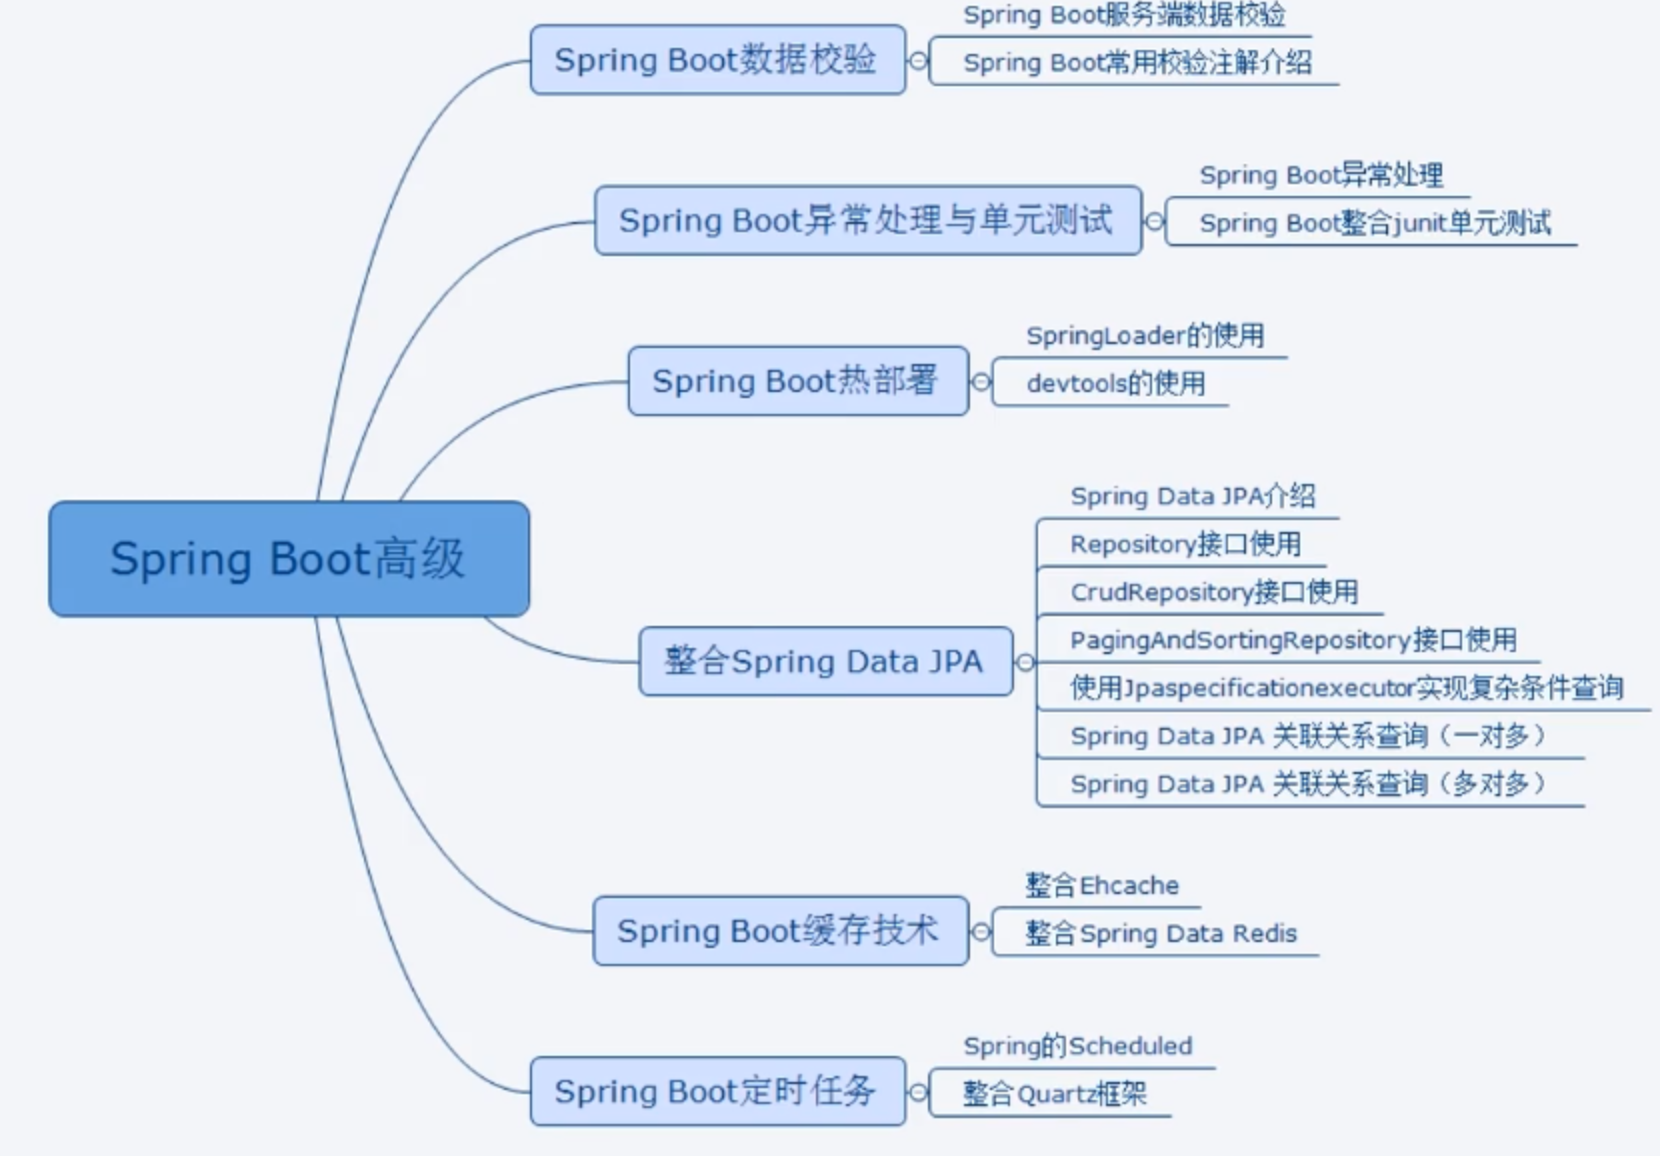 Spring Boot高级
Spring Boot数据校验
Spring Boot服务端数据校验
Spring Boot常用校验注解介绍
Spring Boot异常处理与单元测试
Spring Boot异常处理
Spring Boot整合junit单元测试
Spring Boot热部署
SpringLoader的使用
devtools的使用
整合Spring Data JPA
Spring Data JPA介绍
Repository接口使用
CrudRepository接口使用
PagingAndSortingRepository接口使用
使用Jpaspecificationexecutor实现复杂条件查询
Spring Data JPA 关联关系查询（一对多）
Spring Data JPA 关联关系查询（多对多）
Spring Boot缓存技术
整合Ehcache
整合Spring Data Redis
Spring Boot定时任务
Spring的Scheduled
整合Quartz框架